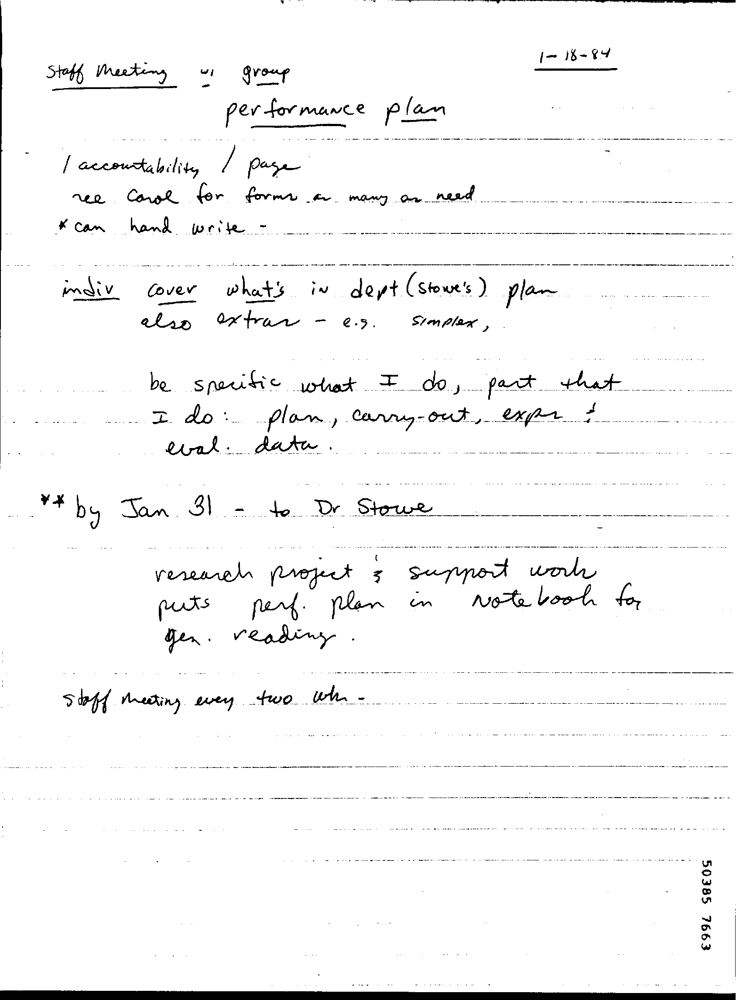 1-18-84
Staff Meeting w/ group
performance plan
1 accountability / page
see Carol for forms as many as need
* can hand write -
indiv cover what's in dept (Stowe's) plan
also extras - e.g. Simplex,
be specific what I do, part that
I do: plan, carry-out, expr &
eval. data.
** by Jan 31 - to Dr Stowe
research project & support work
puts perf. plan in Notebook for
gen. reading.
Staff Meeting every two wks -
50385 7663